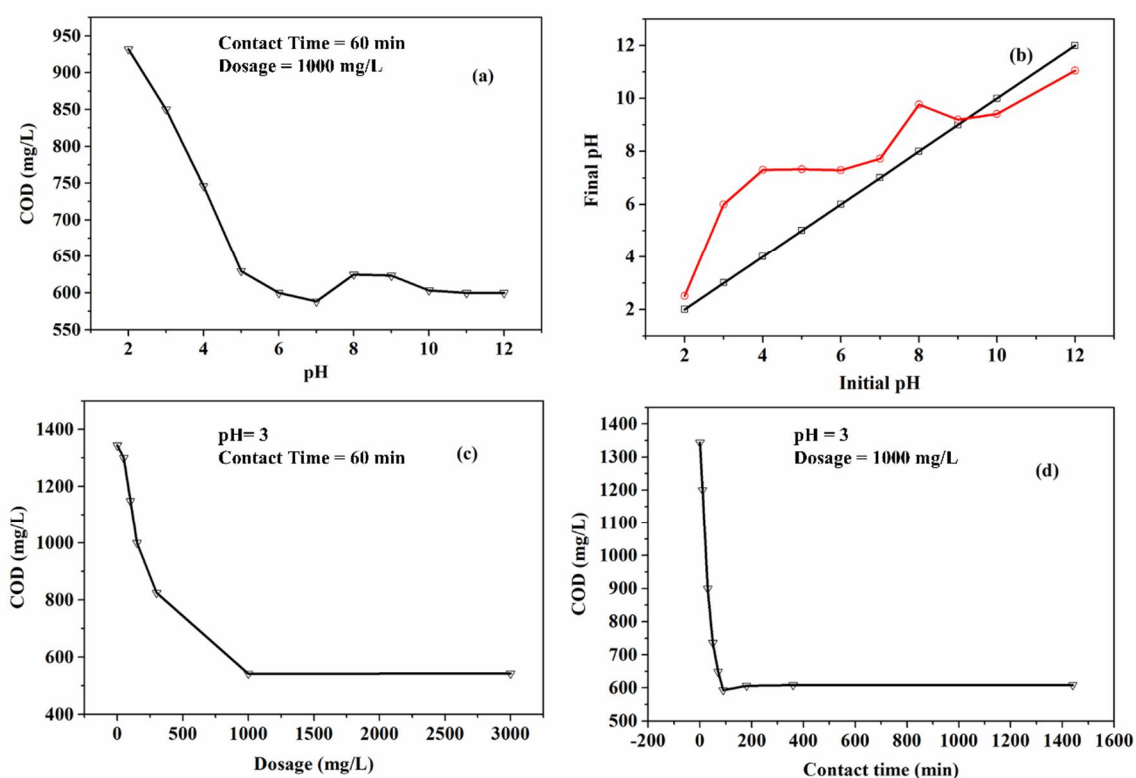 950
900
850
800
750
700
650
600
550
COD (mg/L)
Contact Time = 60 min
Dosage = 1000 mg/L
(a)
2 4 6 8 10 12
pH
12
10
8
6
4
2
Final pH
(b)
2 4 6 8 10 12
Initial pH
1400
1200
1000
800
600
400
COD (mg/L)
pH= 3
Contact Time = 60 min
(c)
0 500 1000 1500 2000 2500 3000
Dosage (mg/L)
1400
1300
1200
1100
1000
900
800
700
600
500
COD (mg/L)
pH = 3
Dosage = 1000 mg/L
(d)
-200 0 200 400 600 800 1000 1200 1400 1600
Contact time (min)